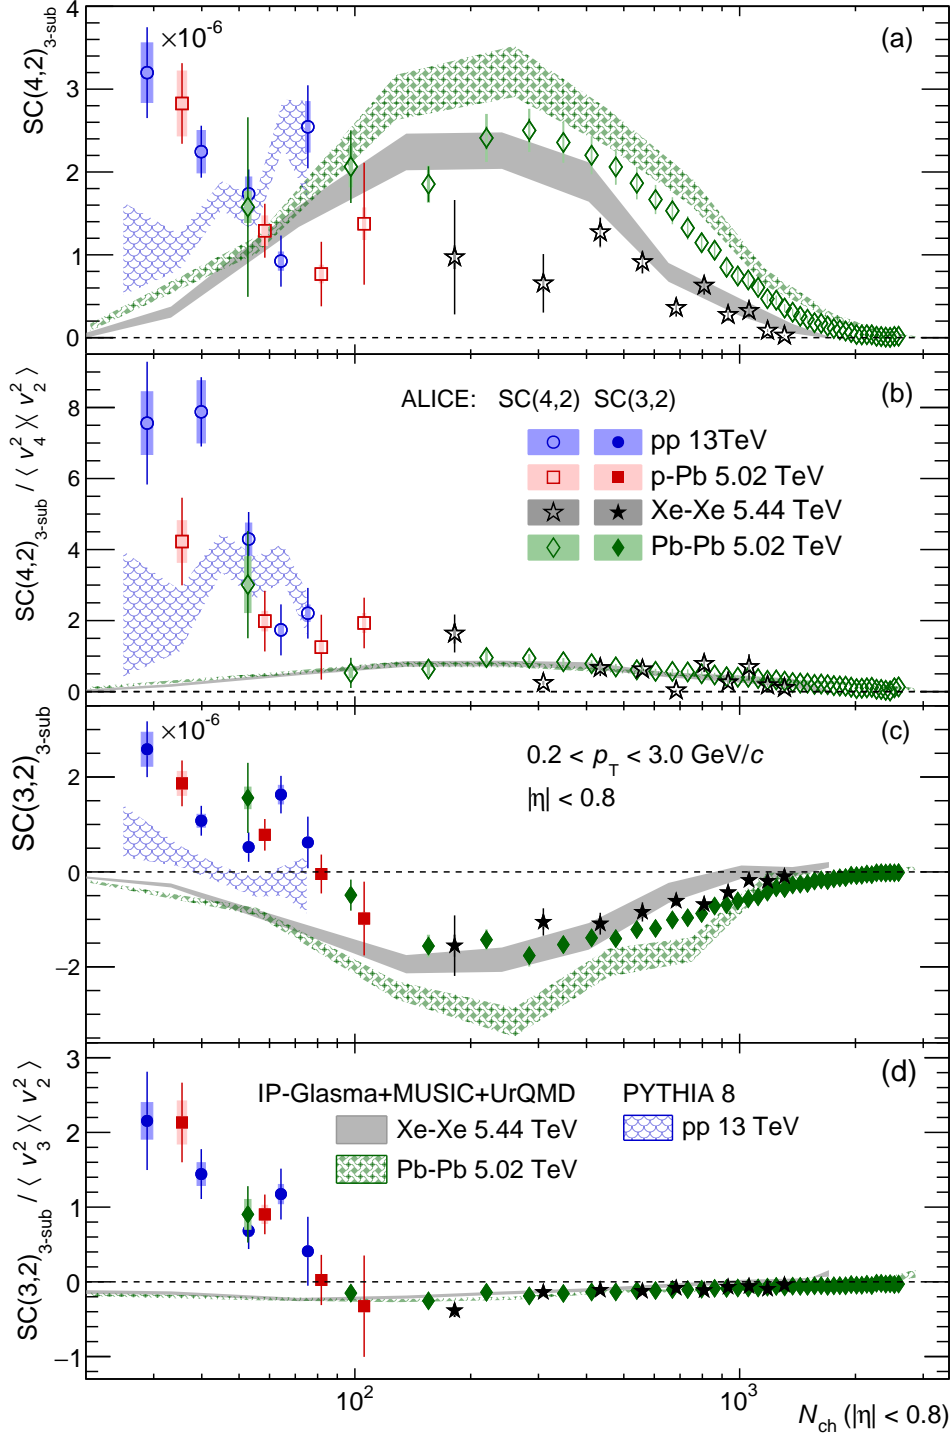 SC(4,2)3-sub
×10−6
(a)
4
3
2
1
0
SC(4,2)3-sub / ⟨ v42 ⟩⟨ v22 ⟩
(b)
8
6
4
2
0
ALICE: SC(4,2) SC(3,2)
pp 13TeV
p-Pb 5.02 TeV
Xe-Xe 5.44 TeV
Pb-Pb 5.02 TeV
SC(3,2)3-sub
×10−6
(c)
2
0
−2
0.2 < pT < 3.0 GeV/c
|η| < 0.8
SC(3,2)3-sub / ⟨ v32 ⟩⟨ v22 ⟩
(d)
3
2
1
0
−1
IP-Glasma+MUSIC+UrQMD PYTHIA 8
Xe-Xe 5.44 TeV pp 13 TeV
Pb-Pb 5.02 TeV
102 103
Nch (|η| < 0.8)